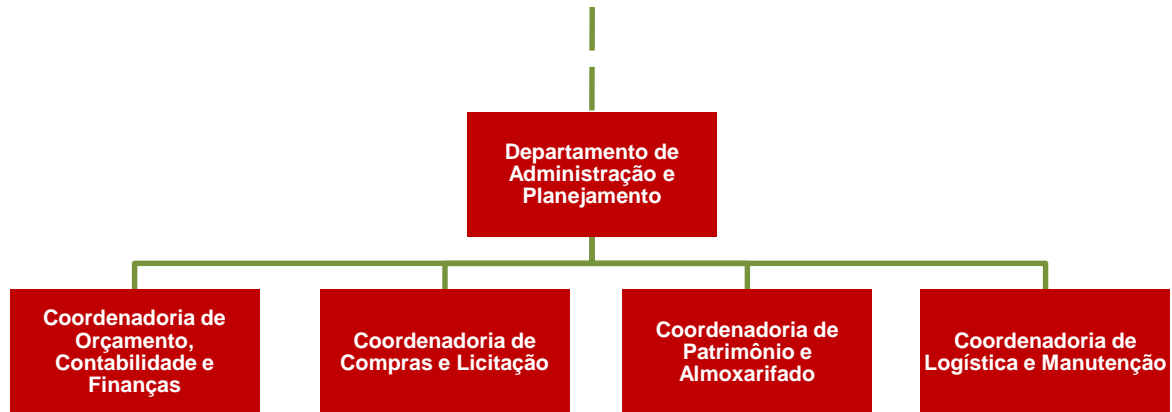 Departamento de
Administração e
Planejamento
Coordenadoria de
Orçamento,
Contabilidade e
Finanças
Coordenadoria de
Compras e Licitação
Coordenadoria de
Patrimônio e
Almoxarifado
Coordenadoria de
Logística e Manutenção